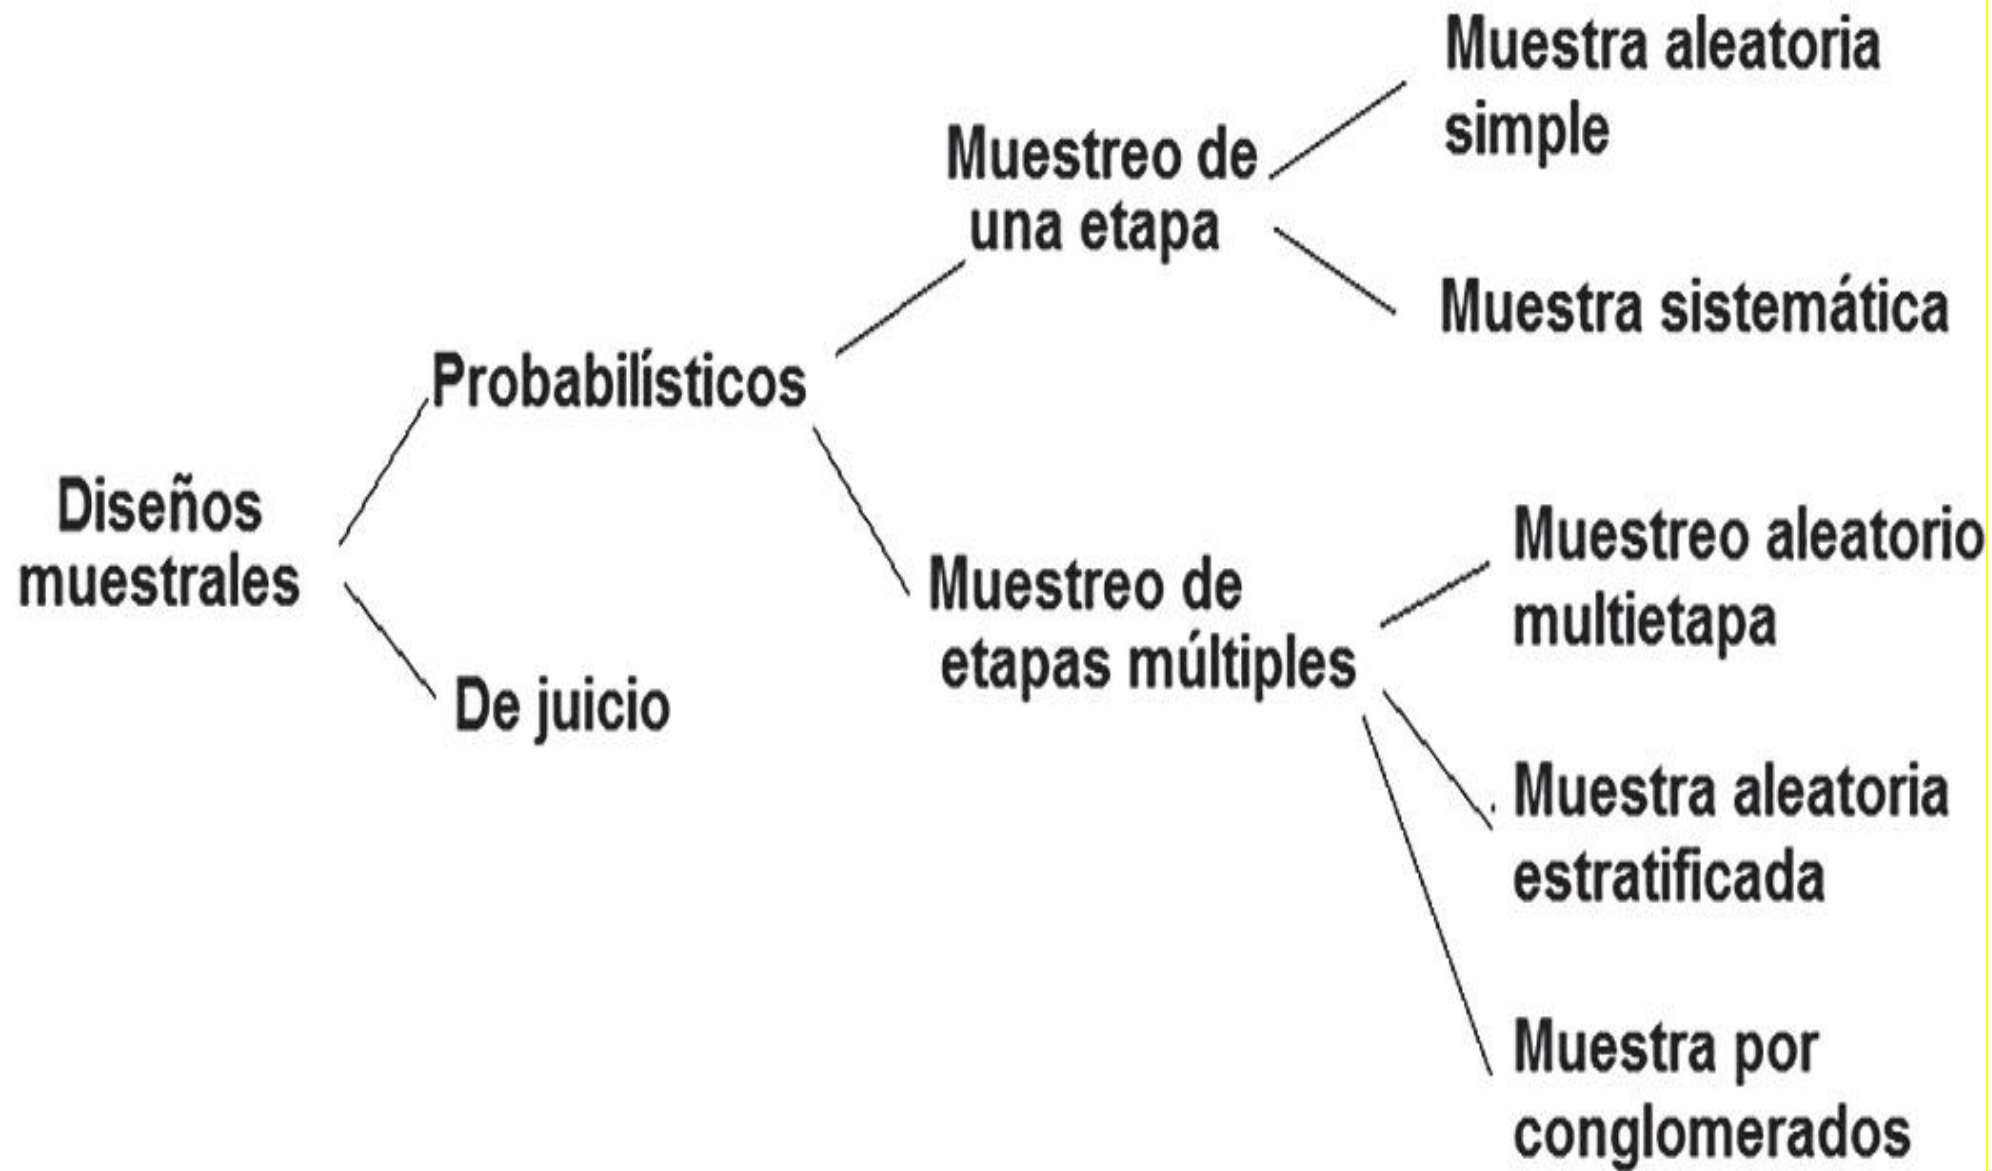 Diseños
muestrales
Probabilísticos
De juicio
Muestreo de
una etapa
Muestra aleatoria
simple
Muestra sistemática
Muestreo de
etapas múltiples
Muestreo aleatorio
multietapa
Muestra aleatoria
estratificada
Muestra por
conglomerados